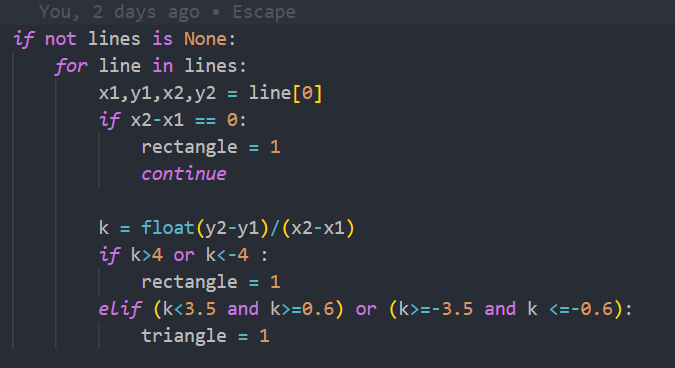 You, 2 days ago • Escape
if not lines is None:
    for line in lines:
        x1,y1,x2,y2 = line[0]
        if x2-x1 == 0:
            rectangle = 1
            continue

        k = float(y2-y1)/(x2-x1)
        if k>4 or k<-4 :
            rectangle = 1
        elif (k<3.5 and k>=0.6) or (k>=-3.5 and k <=-0.6):
            triangle = 1